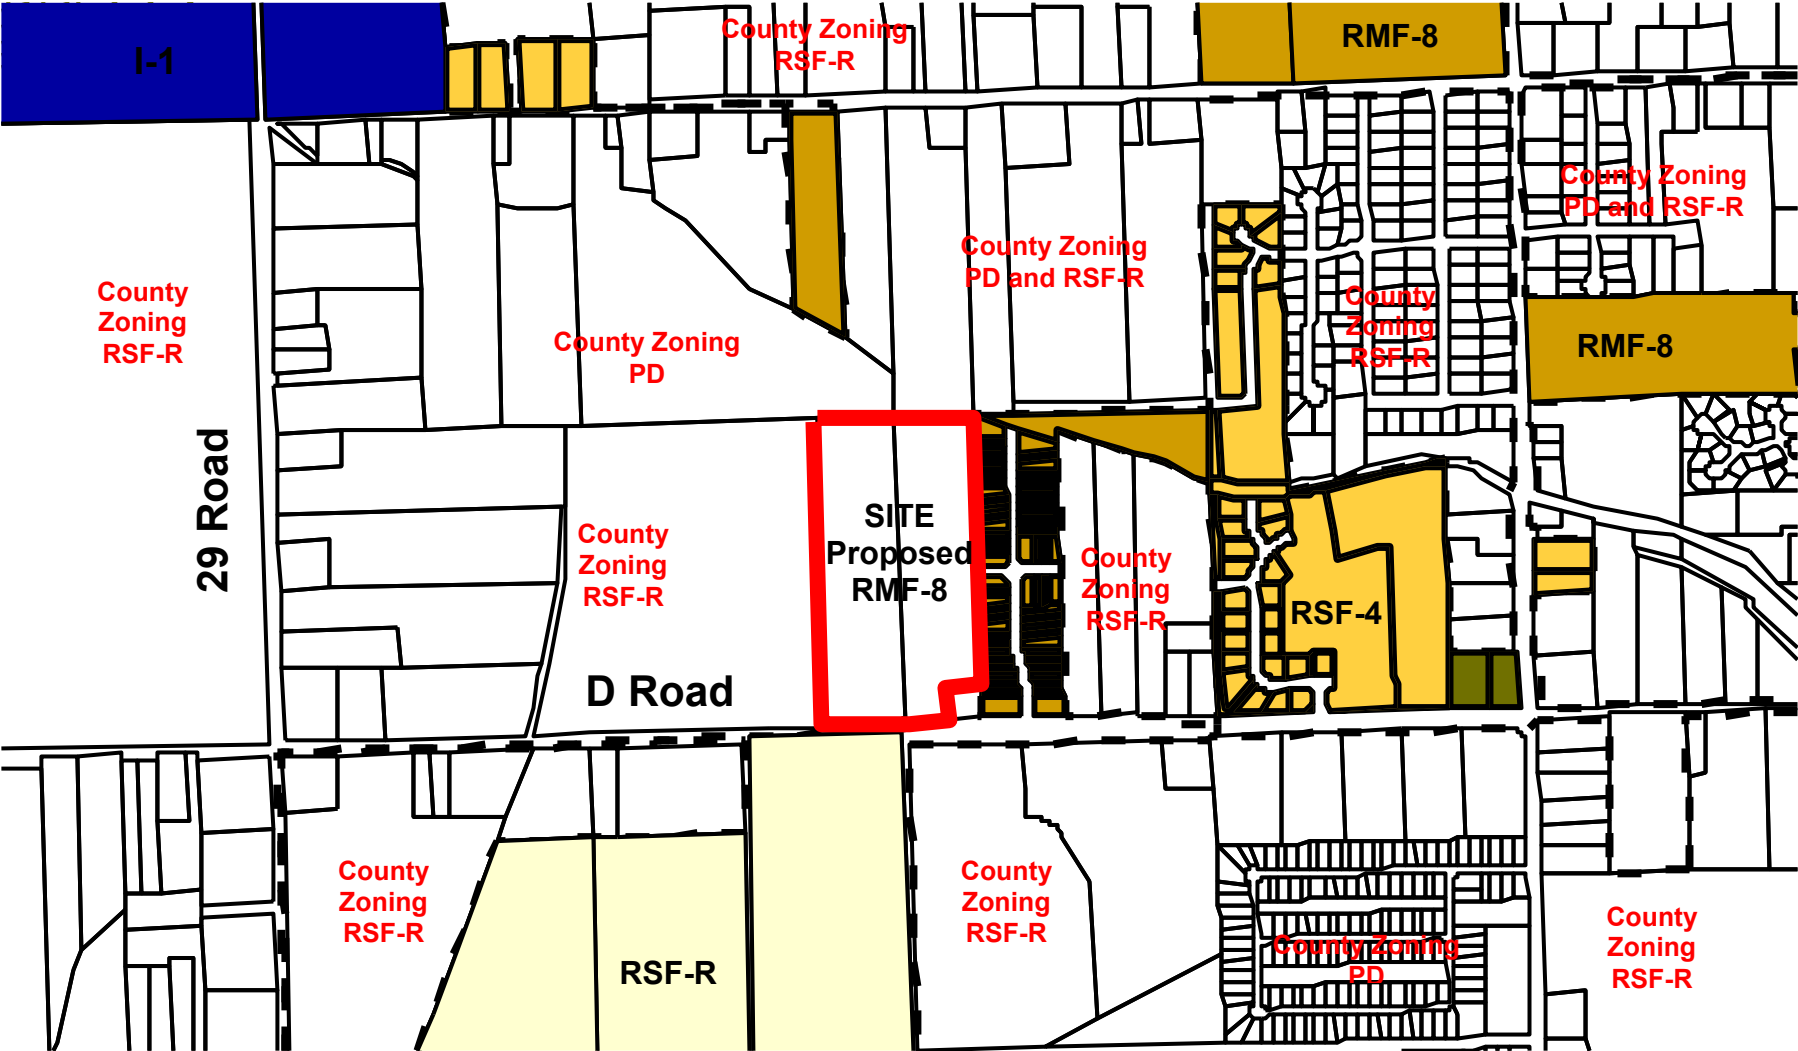 I-1
County Zoning
RSF-R
RMF-8
County Zoning
PD and RSF-R
County Zoning
PD and RSF-R
County
Zoning
RSF-R
County
Zoning
RSF-R
County Zoning
PD
RMF-8
29 Road
SITE
Proposed
RMF-8
County
Zoning
RSF-R
County
Zoning
RSF-R
RSF-4
D Road
County
Zoning
RSF-R
County
Zoning
RSF-R
RSF-R
County Zoning
PD
County
Zoning
RSF-R